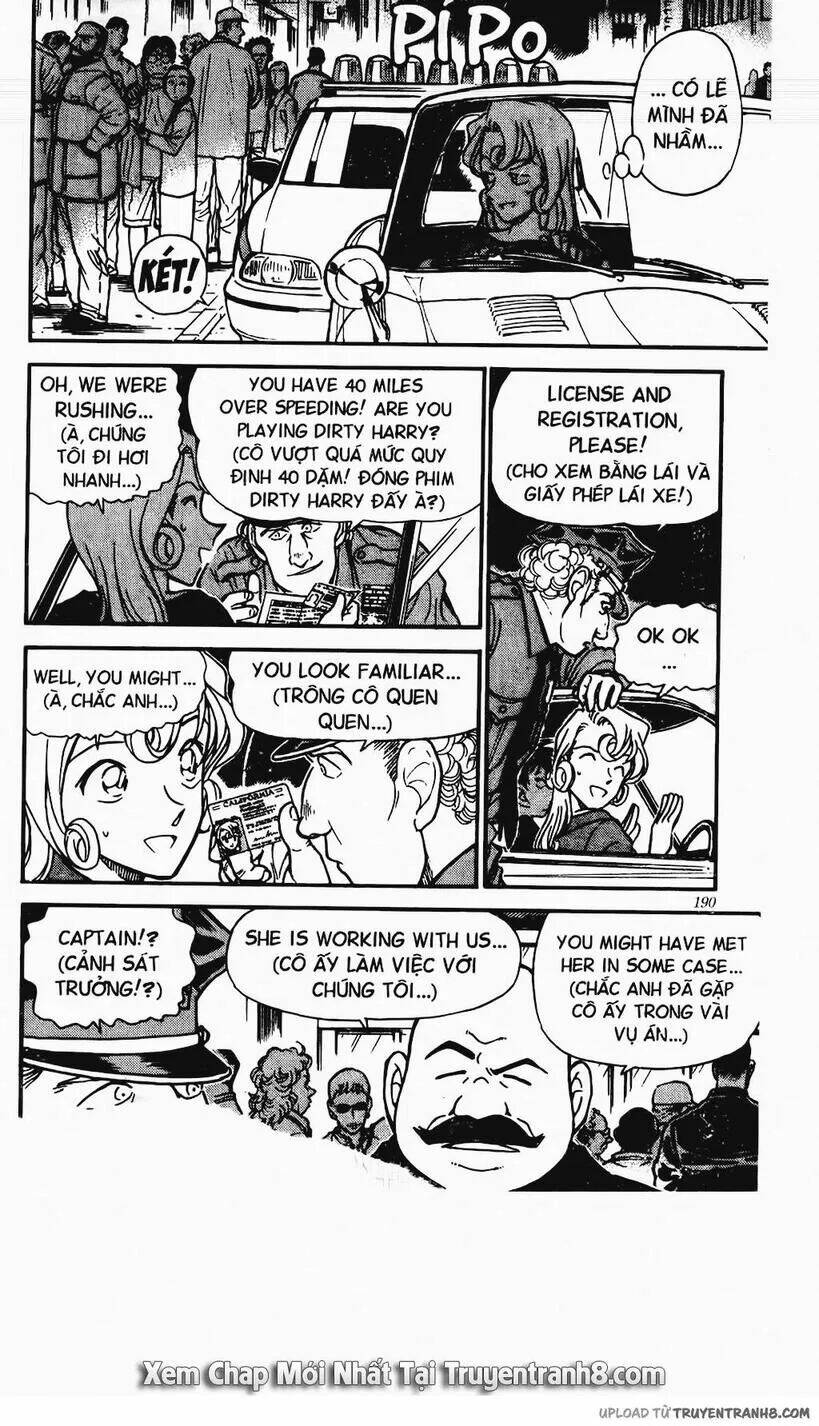 PÍ PO
... CÓ LẼ
MÌNH ĐÃ
NHẦM...
KÉT!
LICENSE AND
REGISTRATION,
PLEASE!
(CHO XEM BẰNG LÁI VÀ
GIẤY PHÉP LÁI XE!)
OK OK
...
YOU HAVE 40 MILES
OVER SPEEDING! ARE YOU
PLAYING DIRTY HARRY?
(CÔ VƯỢT QUÁ MỨC QUY
ĐỊNH 40 DẶM! ĐÓNG PHIM
DIRTY HARRY ĐẤY À?)
OH, WE WERE
RUSHING...
(À, CHÚNG
TÔI ĐI HƠI
NHANH...)
YOU LOOK FAMILIAR...
(TRÔNG CÔ QUEN
QUEN...)
WELL, YOU MIGHT...
(À, CHẮC ANH...)
CALIFORNIA
190
YOU MIGHT HAVE MET
HER IN SOME CASE...
(CHẮC ANH ĐÃ GẶP
CÔ ẤY TRONG VÀI
VỤ ÁN...)
SHE IS WORKING WITH US...
(CÔ ẤY LÀM VIỆC VỚI
CHÚNG TÔI...)
CAPTAIN!?
(CẢNH SÁT
TRƯỞNG!?)
Xem Chap Mới Nhất Tại Truyentranh8.com
UPLOAD TỪ TRUYENTRANH8.COM